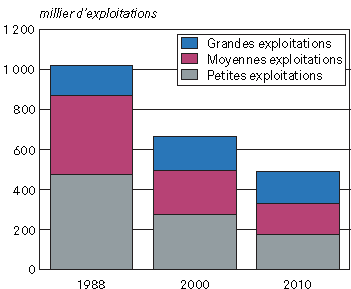 millier d'exploitations
1 200
1 000
800
600
400
200
0
Grandes exploitations
Moyennes exploitations
Petites exploitations
1988
2000
2010